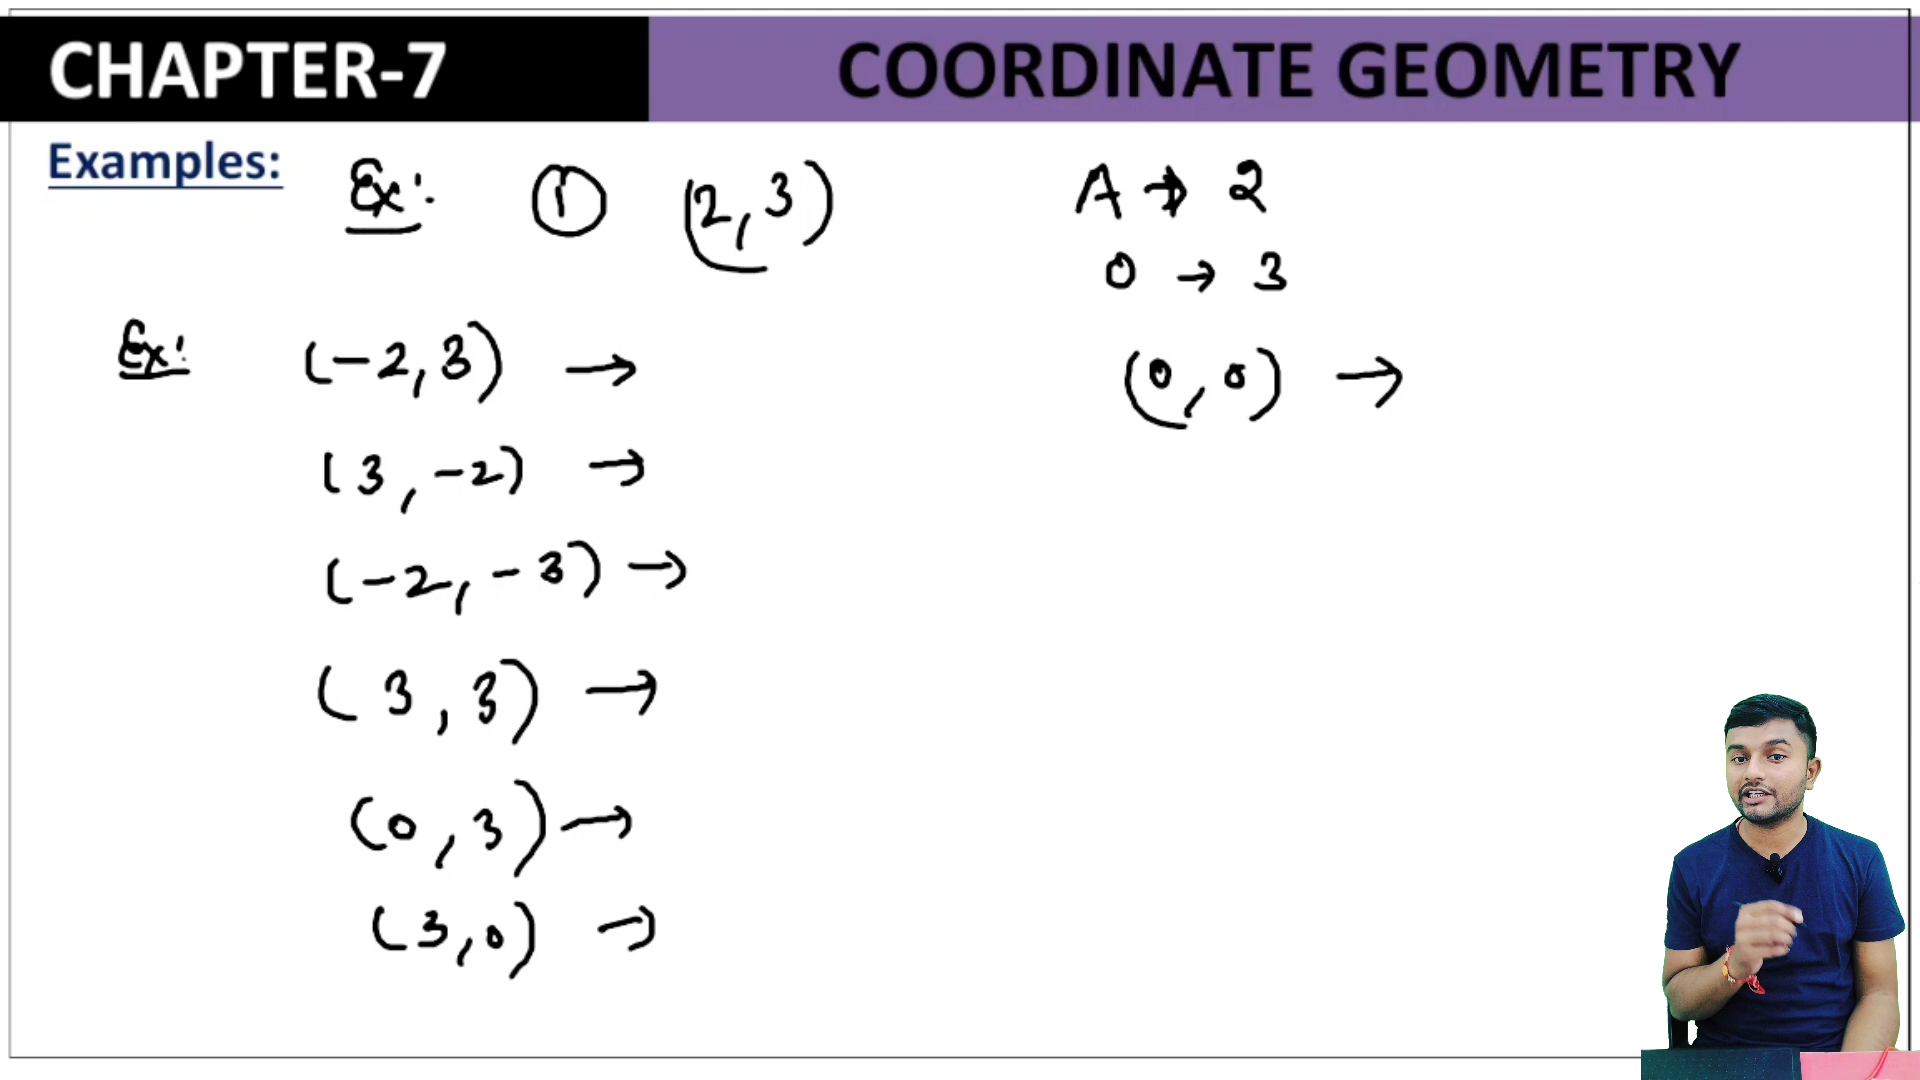 CHAPTER-7 COORDINATE GEOMETRY
Examples:
Ex: ① (2,3) A → 2
O → 3
Ex: (-2,3) → (0,0) →
(3,-2) →
(-2,-3) →
(3,3) →
(0,3) →
(3,0) →